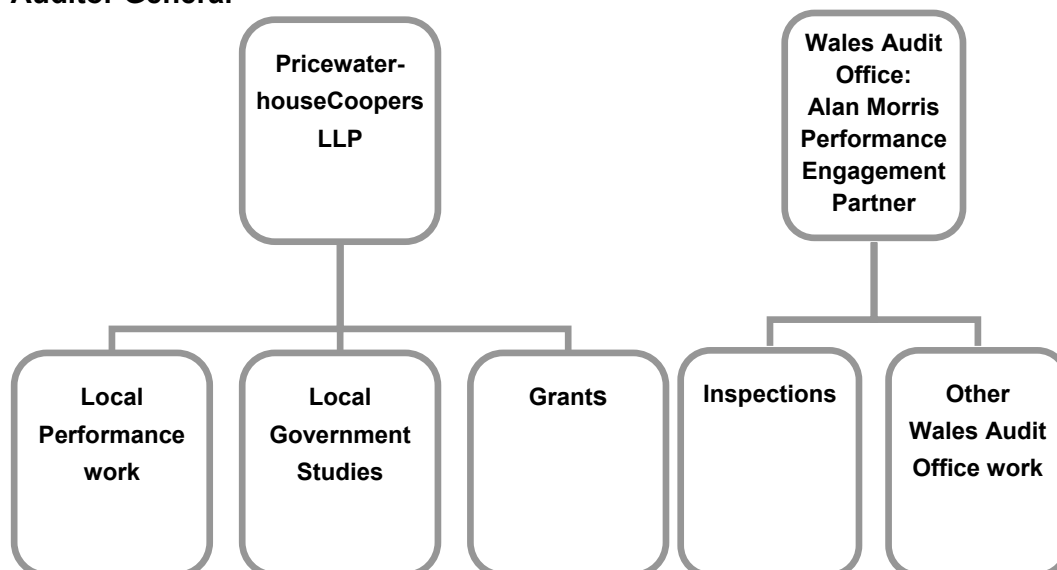 Auditor General
Pricewater-
houseCoopers
LLP
Wales Audit
Office:
Alan Morris
Performance
Engagement
Partner
Local
Performance
work
Local
Government
Studies
Grants
Inspections
Other
Wales Audit
Office work